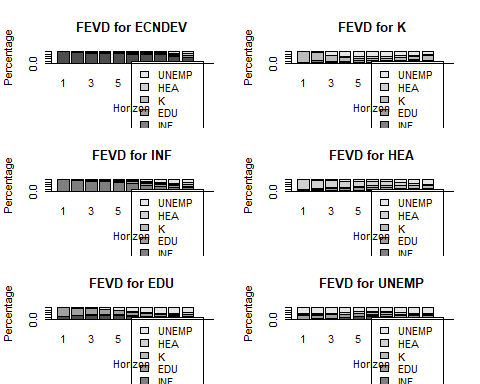 FEVD for ECNDEV
Percentage
0.0
1 3 5
Horizon
UNEMP
HEA
K
EDU
INF
FEVD for K
Percentage
0.0
1 3 5
Horizon
UNEMP
HEA
K
EDU
INF
FEVD for INF
Percentage
0.0
1 3 5
Horizon
UNEMP
HEA
K
EDU
INF
FEVD for HEA
Percentage
0.0
1 3 5
Horizon
UNEMP
HEA
K
EDU
INF
FEVD for EDU
Percentage
0.0
1 3 5
Horizon
UNEMP
HEA
K
EDU
INF
FEVD for UNEMP
Percentage
0.0
1 3 5
Horizon
UNEMP
HEA
K
EDU
INF